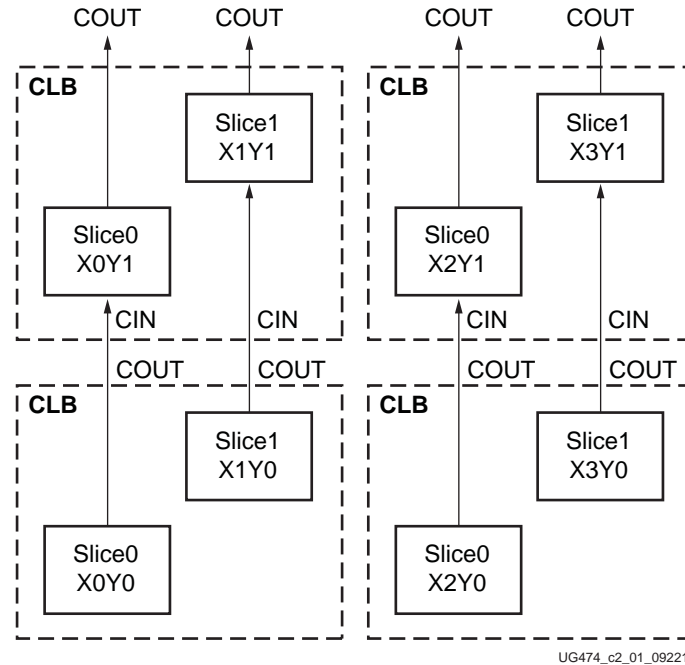 COUT COUT COUT COUT
CLB CLB
Slice1 Slice1
X1Y1 X3Y1
Slice0 Slice0
X0Y1 X2Y1
CIN CIN CIN CIN
COUT COUT COUT COUT
CLB CLB
Slice1 Slice1
X1Y0 X3Y0
Slice0 Slice0
X0Y0 X2Y0
UG474_c2_01_09221